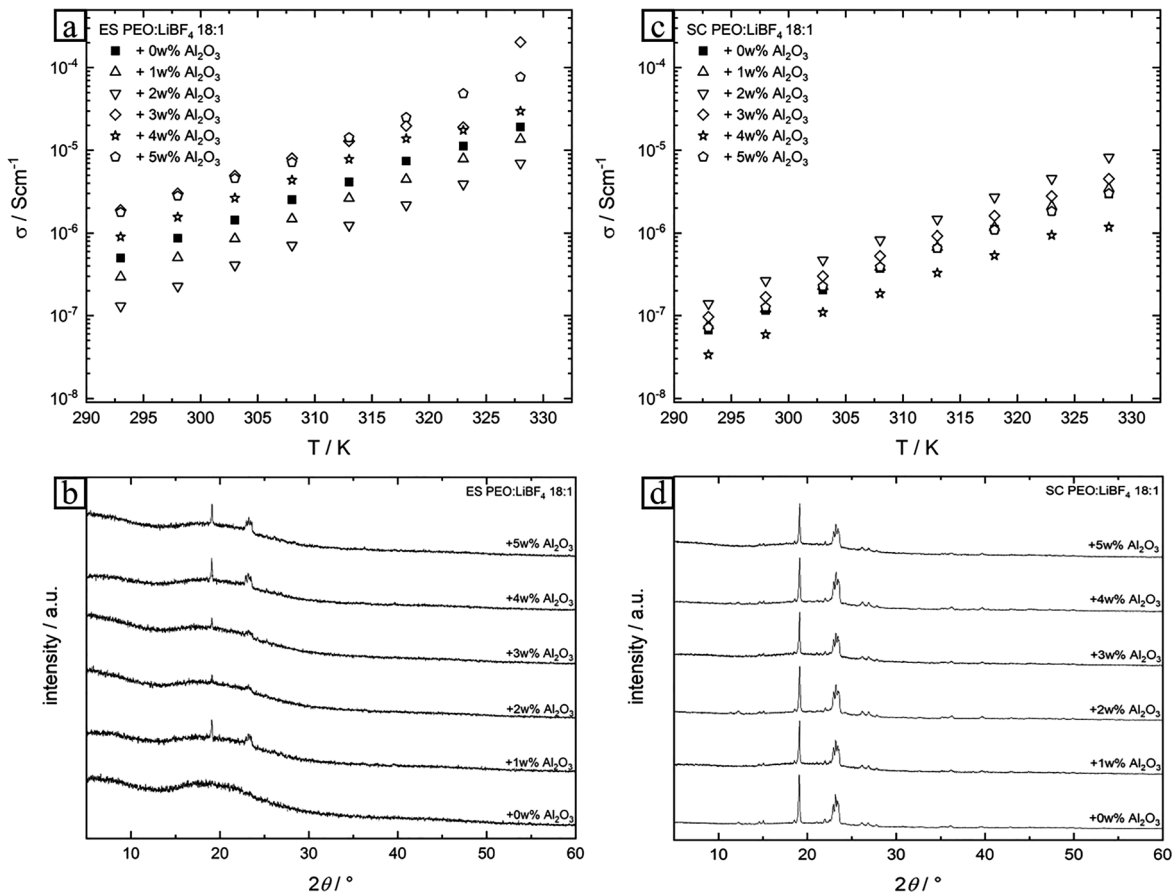 a
ES PEO:LiBF₄ 18:1
+ 0w% Al₂O₃
+ 1w% Al₂O₃
+ 2w% Al₂O₃
+ 3w% Al₂O₃
+ 4w% Al₂O₃
+ 5w% Al₂O₃
10⁻⁴
10⁻⁵
10⁻⁶
10⁻⁷
10⁻⁸
σ / Scm⁻¹
290 295 300 305 310 315 320 325 330
T / K
c
SC PEO:LiBF₄ 18:1
+ 0w% Al₂O₃
+ 1w% Al₂O₃
+ 2w% Al₂O₃
+ 3w% Al₂O₃
+ 4w% Al₂O₃
+ 5w% Al₂O₃
10⁻⁴
10⁻⁵
10⁻⁶
10⁻⁷
10⁻⁸
σ / Scm⁻¹
290 295 300 305 310 315 320 325 330
T / K
b
ES PEO:LiBF₄ 18:1
+5w% Al₂O₃
+4w% Al₂O₃
+3w% Al₂O₃
+2w% Al₂O₃
+1w% Al₂O₃
+0w% Al₂O₃
intensity / a.u.
10 20 30 40 50 60
2θ / °
d
SC PEO:LiBF₄ 18:1
+5w% Al₂O₃
+4w% Al₂O₃
+3w% Al₂O₃
+2w% Al₂O₃
+1w% Al₂O₃
+0w% Al₂O₃
intensity / a.u.
10 20 30 40 50 60
2θ / °